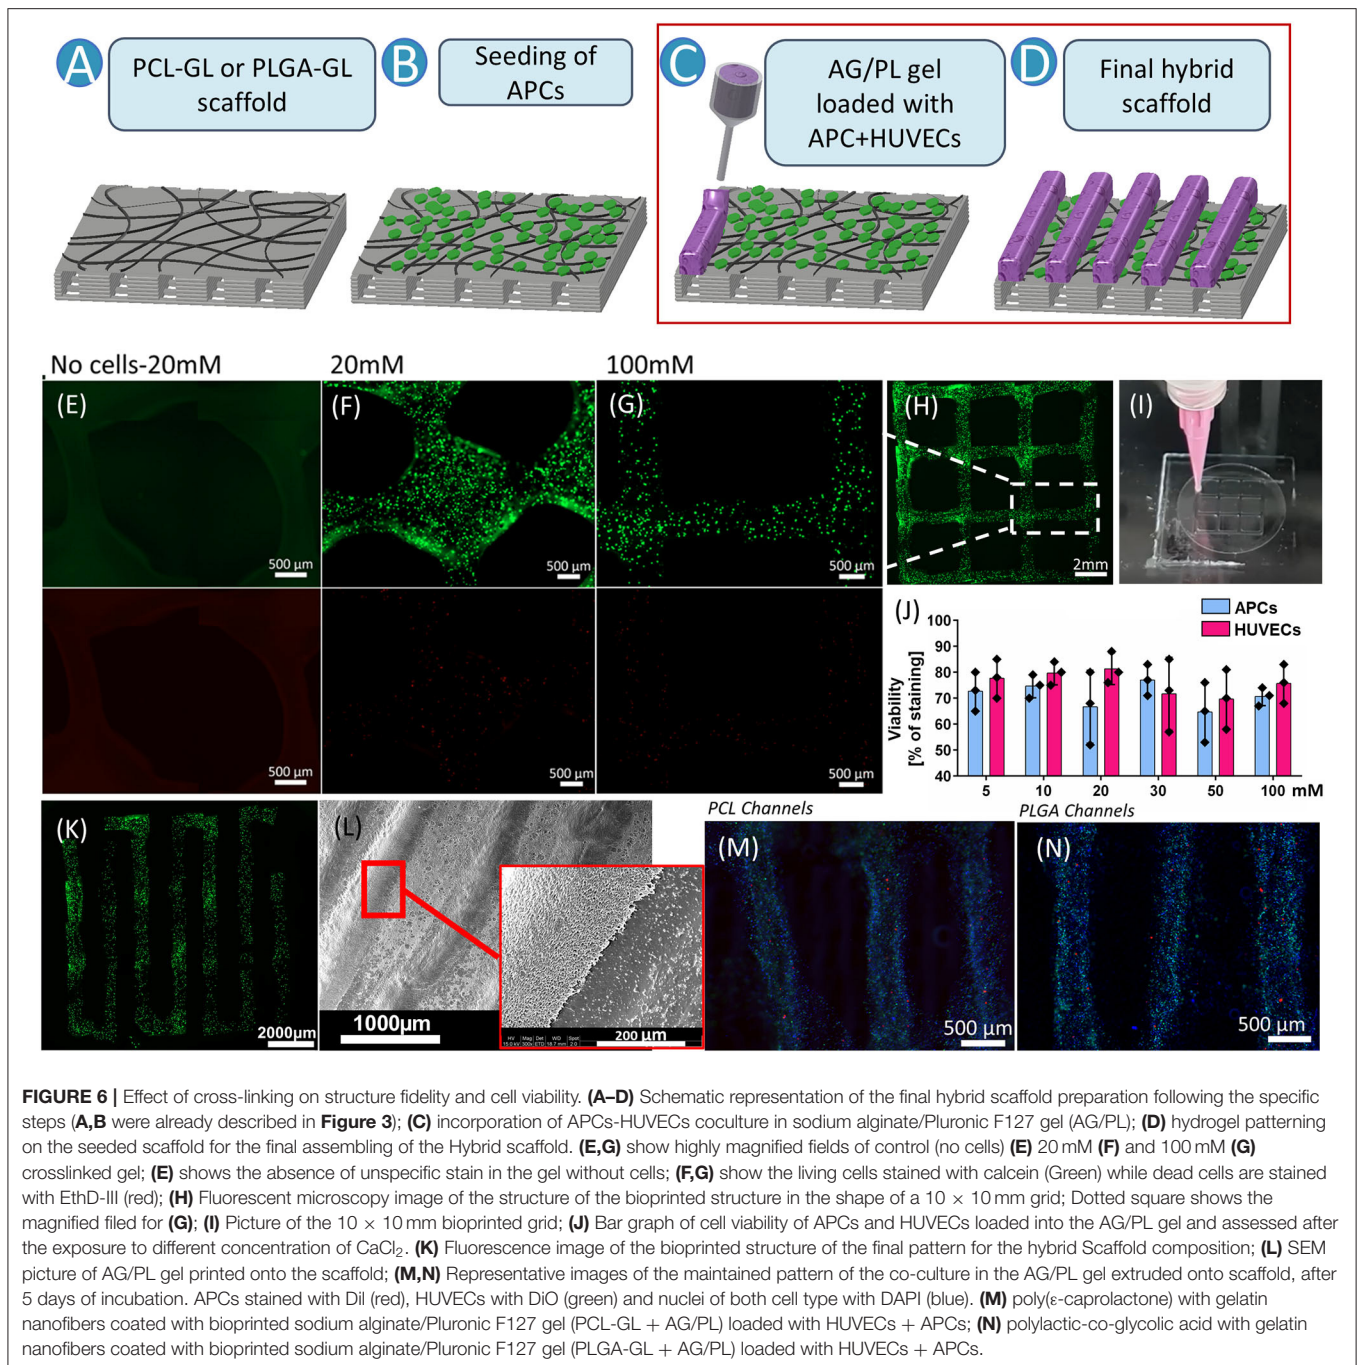 A
PCL-GL or PLGA-GL
scaffold
B
Seeding of
APCs
C
AG/PL gel
loaded with
APC+HUVECs
D
Final hybrid
scaffold
No cells-20mM
20mM
100mM
(E)
500 µm
(F)
500 µm
(G)
500 µm
(H)
2mm
(I)
500 µm
500 µm
500 µm
(J)
APCs
HUVECs
Viability
[% of staining]
100
90
80
70
60
50
40
5
10
20
30
50
100
mM
(K)
2000µm
(L)
1000µm
200 µm
HV
Mag
Det
WD
Spot
15.0 kV
300x
ETD
18.7 mm
2.0
PCL Channels
(M)
500 µm
PLGA Channels
(N)
500 µm
FIGURE 6 | Effect of cross-linking on structure fidelity and cell viability. (A–D) Schematic representation of the final hybrid scaffold preparation following the specific
steps (A,B were already described in Figure 3); (C) incorporation of APCs-HUVECs coculture in sodium alginate/Pluronic F127 gel (AG/PL); (D) hydrogel patterning
on the seeded scaffold for the final assembling of the Hybrid scaffold. (E,G) show highly magnified fields of control (no cells) (E) 20 mM (F) and 100 mM (G)
crosslinked gel; (E) shows the absence of unspecific stain in the gel without cells; (F,G) show the living cells stained with calcein (Green) while dead cells are stained
with EthD-III (red); (H) Fluorescent microscopy image of the structure of the bioprinted structure in the shape of a 10 × 10 mm grid; Dotted square shows the
magnified filed for (G); (I) Picture of the 10 × 10 mm bioprinted grid; (J) Bar graph of cell viability of APCs and HUVECs loaded into the AG/PL gel and assessed after
the exposure to different concentration of CaCl₂. (K) Fluorescence image of the bioprinted structure of the final pattern for the hybrid Scaffold composition; (L) SEM
picture of AG/PL gel printed onto the scaffold; (M,N) Representative images of the maintained pattern of the co-culture in the AG/PL gel extruded onto scaffold, after
5 days of incubation. APCs stained with DiI (red), HUVECs with DiO (green) and nuclei of both cell type with DAPI (blue). (M) poly(ε-caprolactone) with gelatin
nanofibers coated with bioprinted sodium alginate/Pluronic F127 gel (PCL-GL + AG/PL) loaded with HUVECs + APCs; (N) polylactic-co-glycolic acid with gelatin
nanofibers coated with bioprinted sodium alginate/Pluronic F127 gel (PLGA-GL + AG/PL) loaded with HUVECs + APCs.